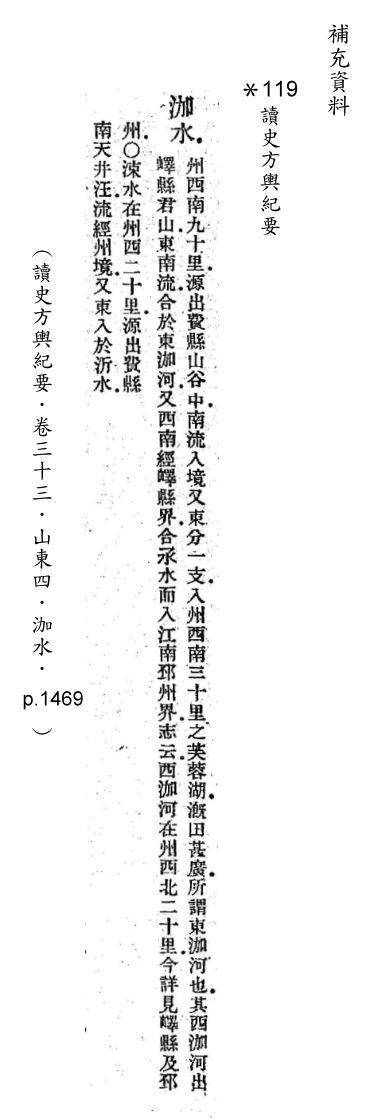 補充資料
＊119
讀史方輿紀要
泇水
州西南九十里源出費縣山谷中南流入境又東分一支入州西南三十里之芙蓉湖漑田甚廣所謂東泇河也其西泇河出
嶧縣君山東南流合於東泇河又西南經嶧縣界合氶水而入江南邳州界志云西泇河在州西北二十里今詳見嶧縣及邳
州〇涑水在州西二十里源出費縣
南天井汪流經州境又東入於沂水
（讀史方輿紀要．卷三十三．山東四．泇水．p.1469）